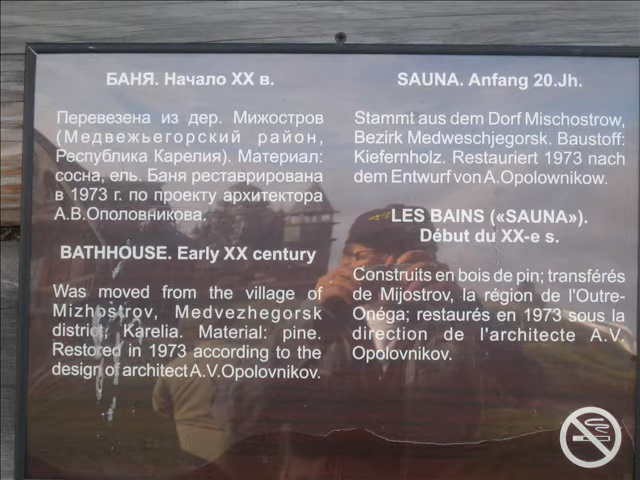 БАНЯ. Начало XX в.
Перевезена из дер. Мижостров
(Медвежьегорский район,
Республика Карелия). Материал:
сосна, ель. Баня реставрирована
в 1973 г. по проекту архитектора
А.В.Ополовникова.
BATHHOUSE. Early XX century
Was moved from the village of
Mizhostrov, Medvezhegorsk
district, Karelia. Material: pine.
Restored in 1973 according to the
design of architect A.V.Opolovnikov.
SAUNA. Anfang 20.Jh.
Stammt aus dem Dorf Mischostrow,
Bezirk Medweschjegorsk. Baustoff:
Kiefernholz. Restauriert 1973 nach
dem Entwurf von A.Opolownikow.
LES BAINS («SAUNA»).
Début du XX-e s.
Construits en bois de pin; transférés
de Mijostrov, la région de l'Outre-
Onéga; restaurés en 1973 sous la
direction de l'architecte A.V.
Opolovnikov.